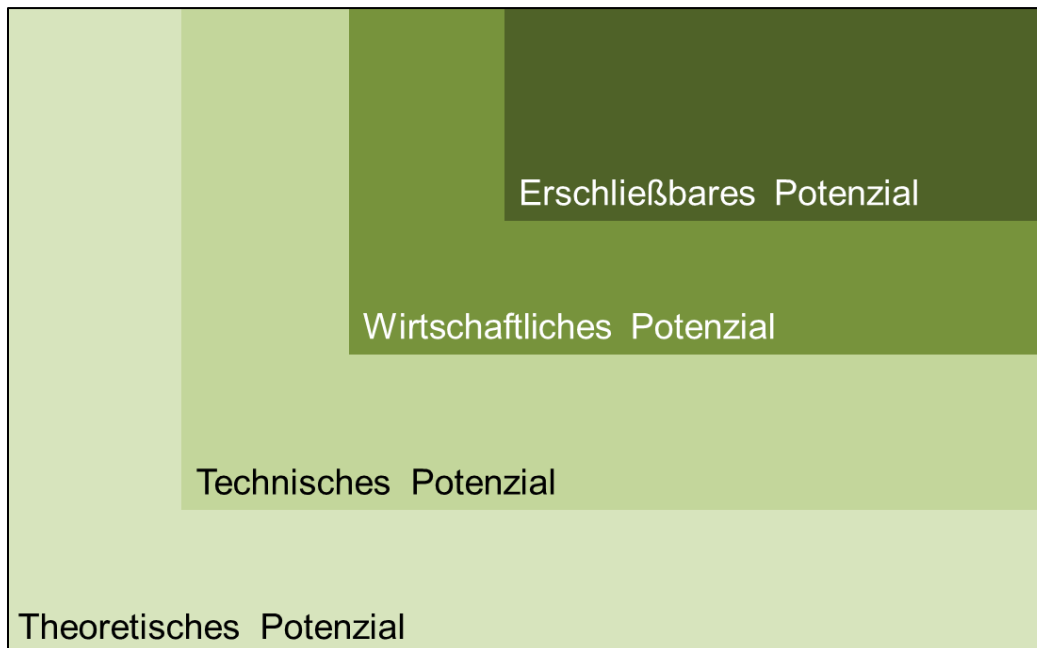 Erschließbares Potenzial
Wirtschaftliches Potenzial
Technisches Potenzial
Theoretisches Potenzial